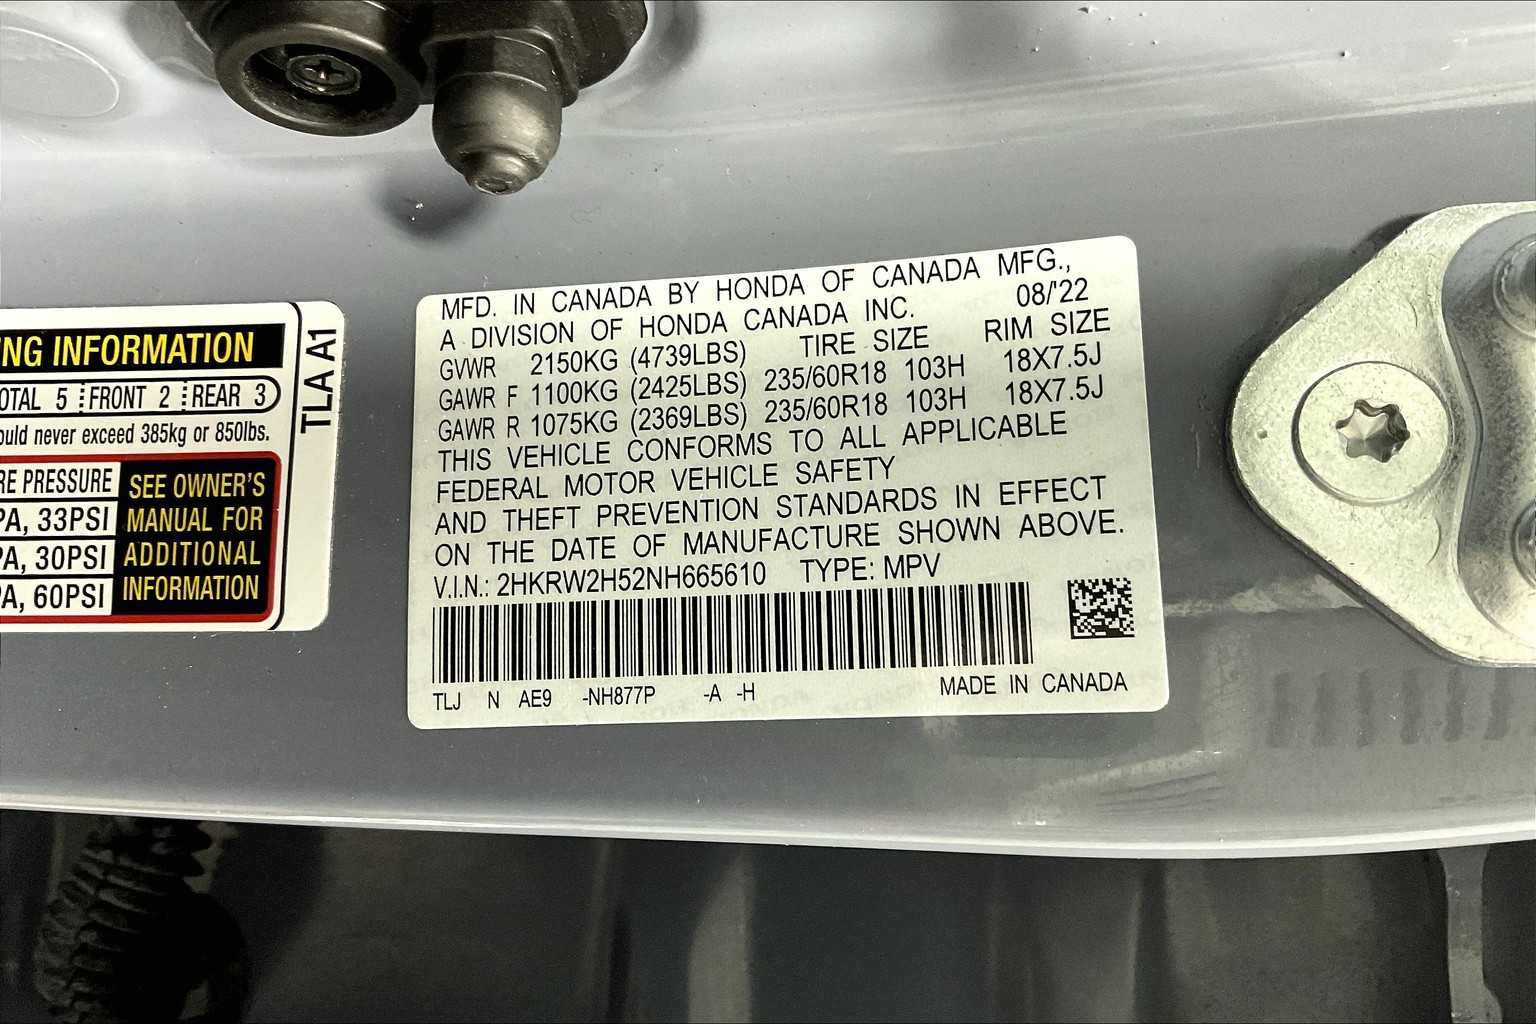 NG INFORMATION
OTAL 5 FRONT 2 REAR 3
ould never exceed 385kg or 850lbs.
RE PRESSURE
PA, 33PSI
PA, 30PSI
PA, 60PSI
SEE OWNER'S
MANUAL FOR
ADDITIONAL
INFORMATION
TLA A1
MFD. IN CANADA BY HONDA OF CANADA MFG.,
A DIVISION OF HONDA CANADA INC. 08/'22
GVWR 2150KG (4739LBS) TIRE SIZE RIM SIZE
GAWR F 1100KG (2425LBS) 235/60R18 103H 18X7.5J
GAWR R 1075KG (2369LBS) 235/60R18 103H 18X7.5J
THIS VEHICLE CONFORMS TO ALL APPLICABLE
FEDERAL MOTOR VEHICLE SAFETY
AND THEFT PREVENTION STANDARDS IN EFFECT
ON THE DATE OF MANUFACTURE SHOWN ABOVE.
V.I.N.: 2HKRW2H52NH665610 TYPE: MPV
TLJ N AE9 -NH877P -A -H MADE IN CANADA